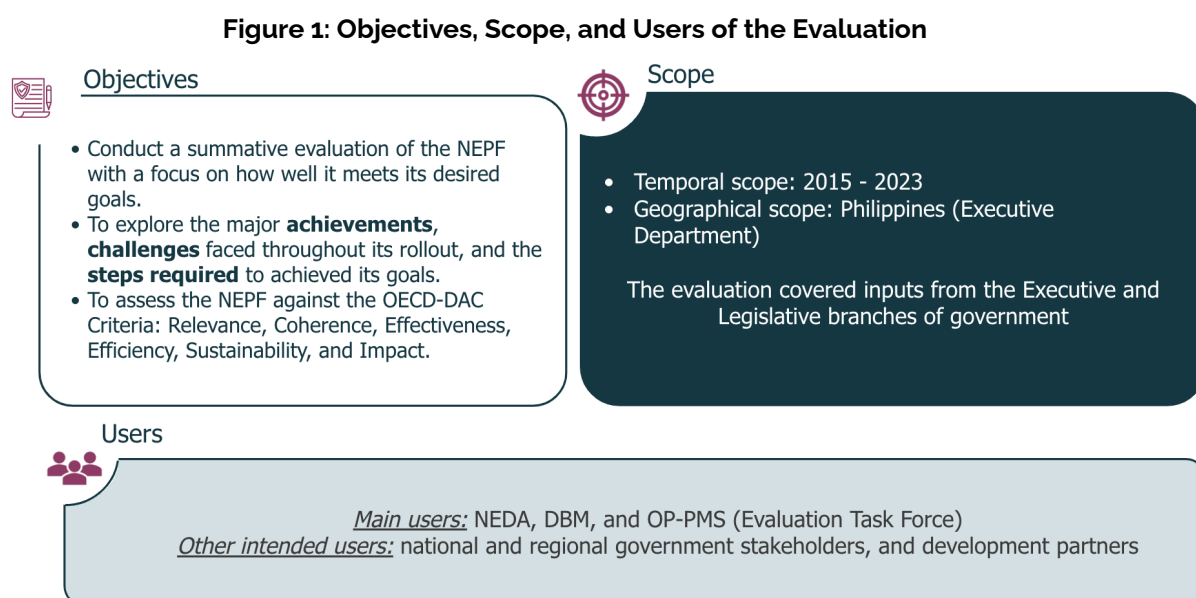 Figure 1: Objectives, Scope, and Users of the Evaluation
Objectives
• Conduct a summative evaluation of the NEPF
with a focus on how well it meets its desired
goals.
• To explore the major achievements,
challenges faced throughout its rollout, and the
steps required to achieved its goals.
• To assess the NEPF against the OECD-DAC
Criteria: Relevance, Coherence, Effectiveness,
Efficiency, Sustainability, and Impact.
Scope
• Temporal scope: 2015 - 2023
• Geographical scope: Philippines (Executive
Department)
The evaluation covered inputs from the Executive and
Legislative branches of government
Users
Main users: NEDA, DBM, and OP-PMS (Evaluation Task Force)
Other intended users: national and regional government stakeholders, and development partners